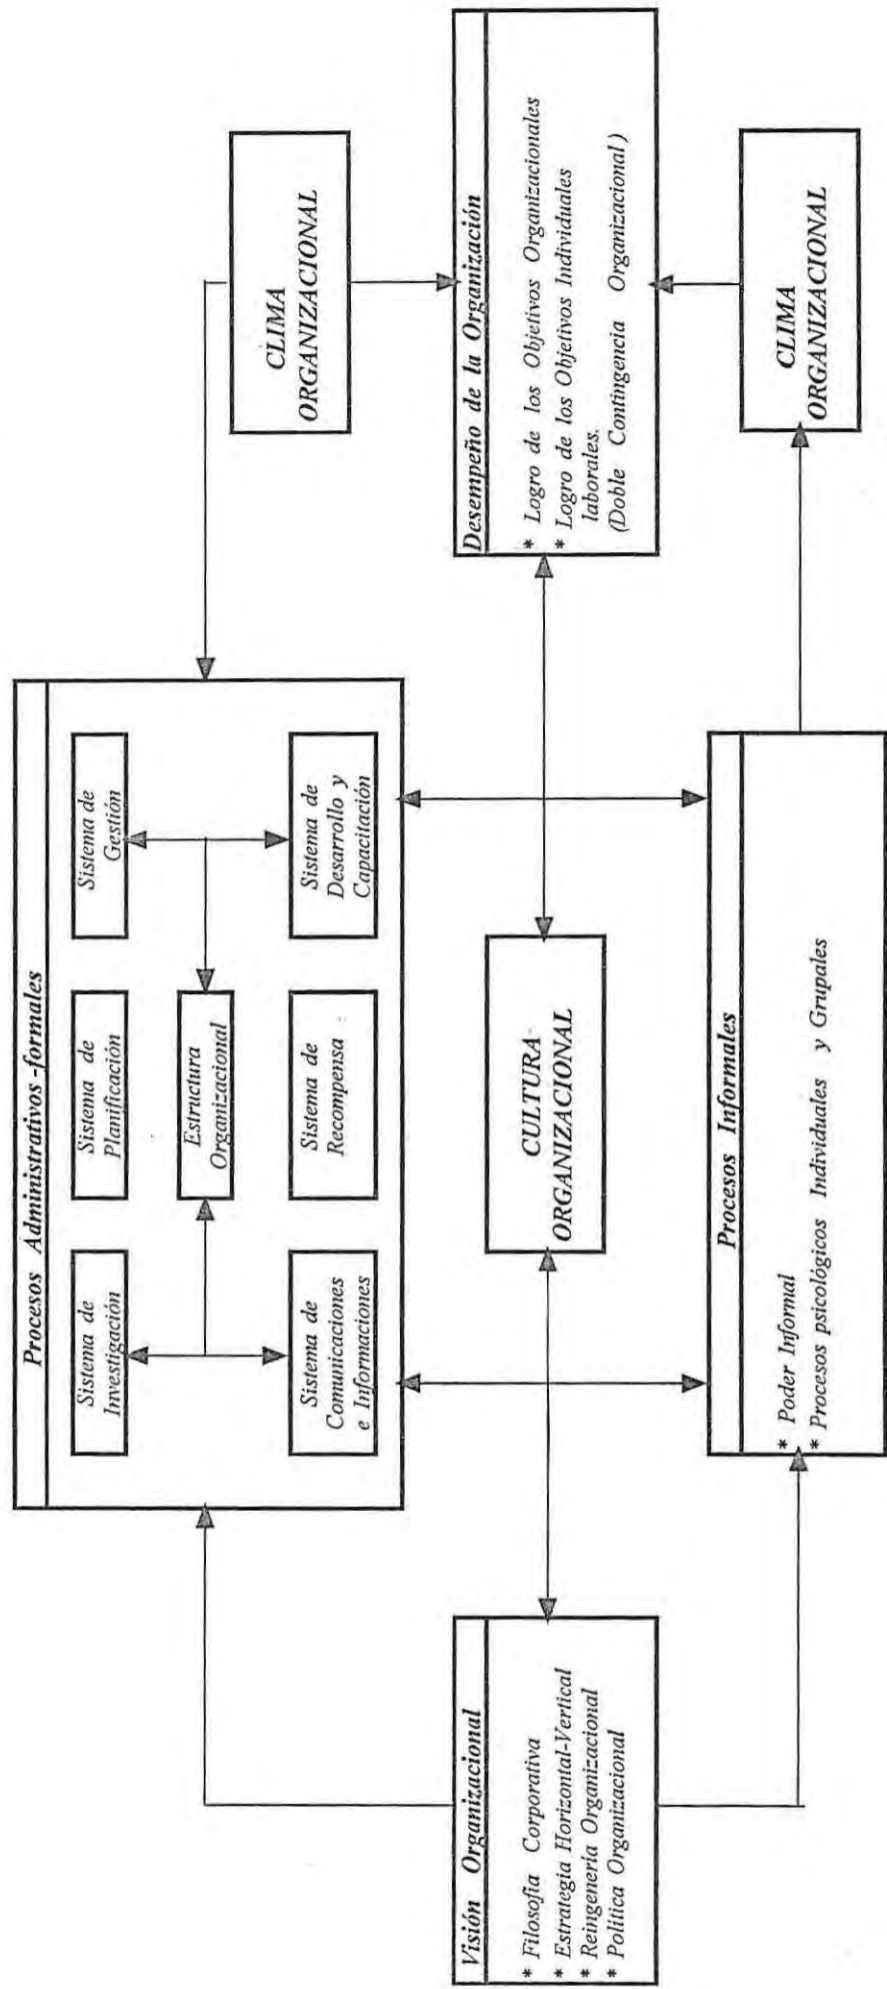 Procesos Administrativos -formales
Sistema de
Investigación
Sistema de
Planificación
Sistema de
Gestión
Estructura
Organizacional
Sistema de
Comunicaciones
e Informaciones
Sistema de
Recompensa
Sistema de
Desarrollo y
Capacitación
CLIMA
ORGANIZACIONAL
Visión Organizacional
* Filosofia Corporativa
* Estrategia Horizontal-Vertical
* Reingeneria Organizacional
* Política Organizacional
CULTURA
ORGANIZACIONAL
Desempeño de la Organización
* Logro de los Objetivos Organizacionales
* Logro de los Objetivos Individuales
laborales.
(Doble Contingencia Organizacional)
Procesos Informales
* Poder Informal
* Procesos psicológicos Individuales y Grupales
CLIMA
ORGANIZACIONAL